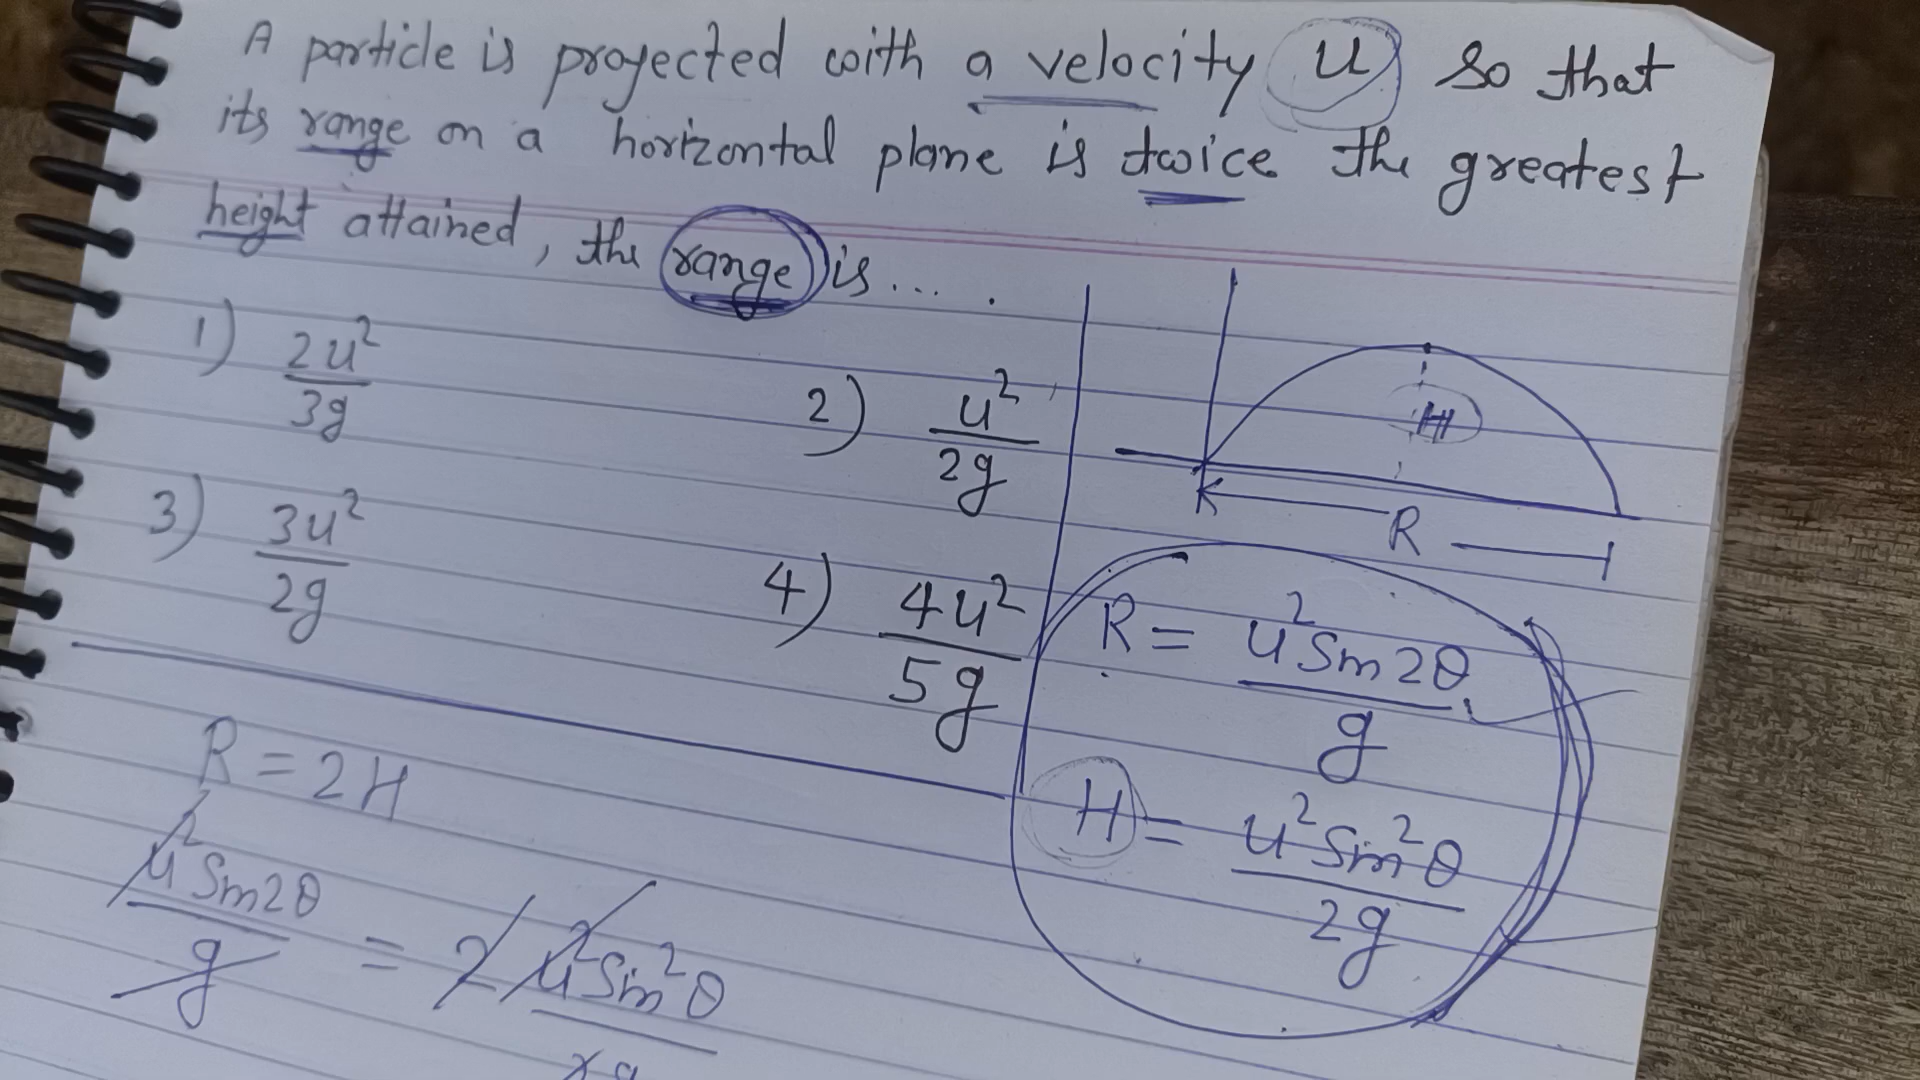 A particle is projected with a velocity u so that
its range on a horizontal plane is twice the greatest
height attained, the range is ... .
1) 2u²/3g
2) u²/2g
3) 3u²/2g
4) 4u²/5g
H
R
R = u² Sin 2θ / g
H = u² Sin² θ / 2g
R = 2H
u² Sin 2θ / g = 2 u² Sin² θ / 2g